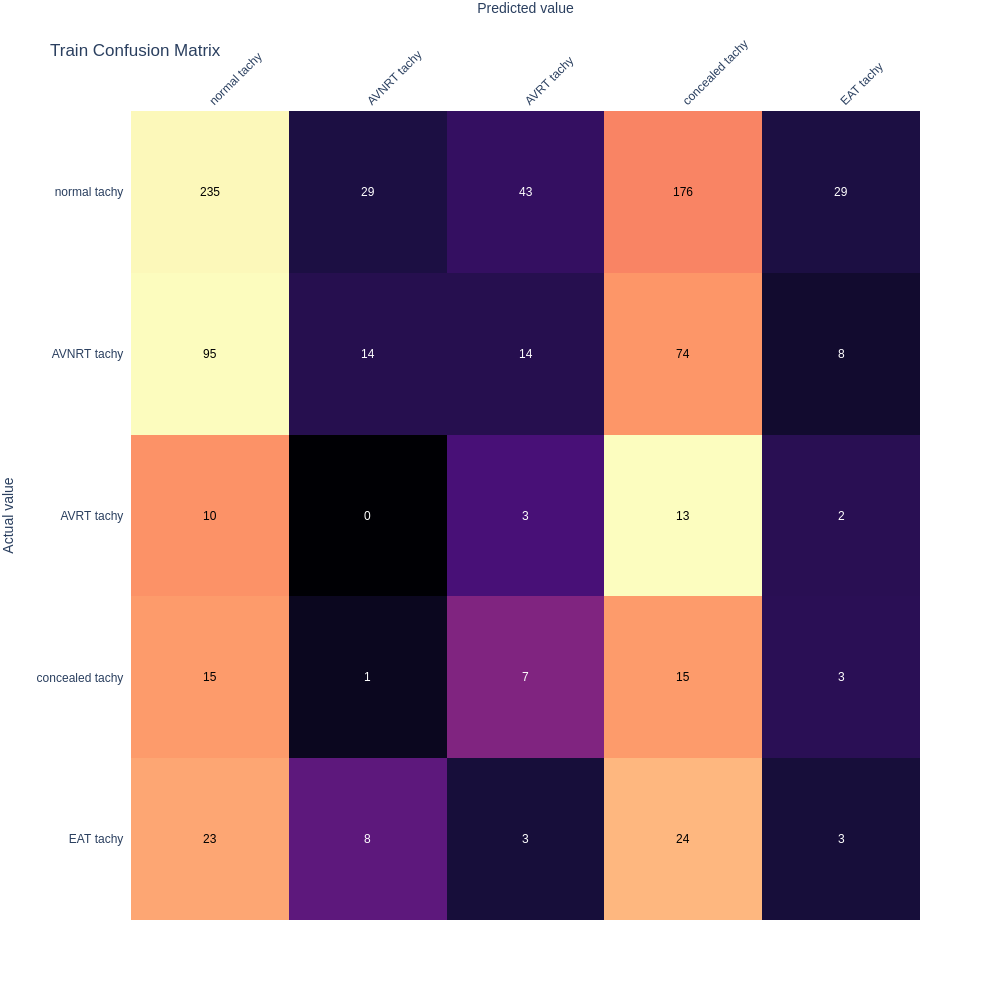 Predicted value
Train Confusion Matrix
normal tachy
AVNRT tachy
AVRT tachy
concealed tachy
EAT tachy
normal tachy 235 29 43 176 29
AVNRT tachy 95 14 14 74 8
Actual value
AVRT tachy 10 0 3 13 2
concealed tachy 15 1 7 15 3
EAT tachy 23 8 3 24 3